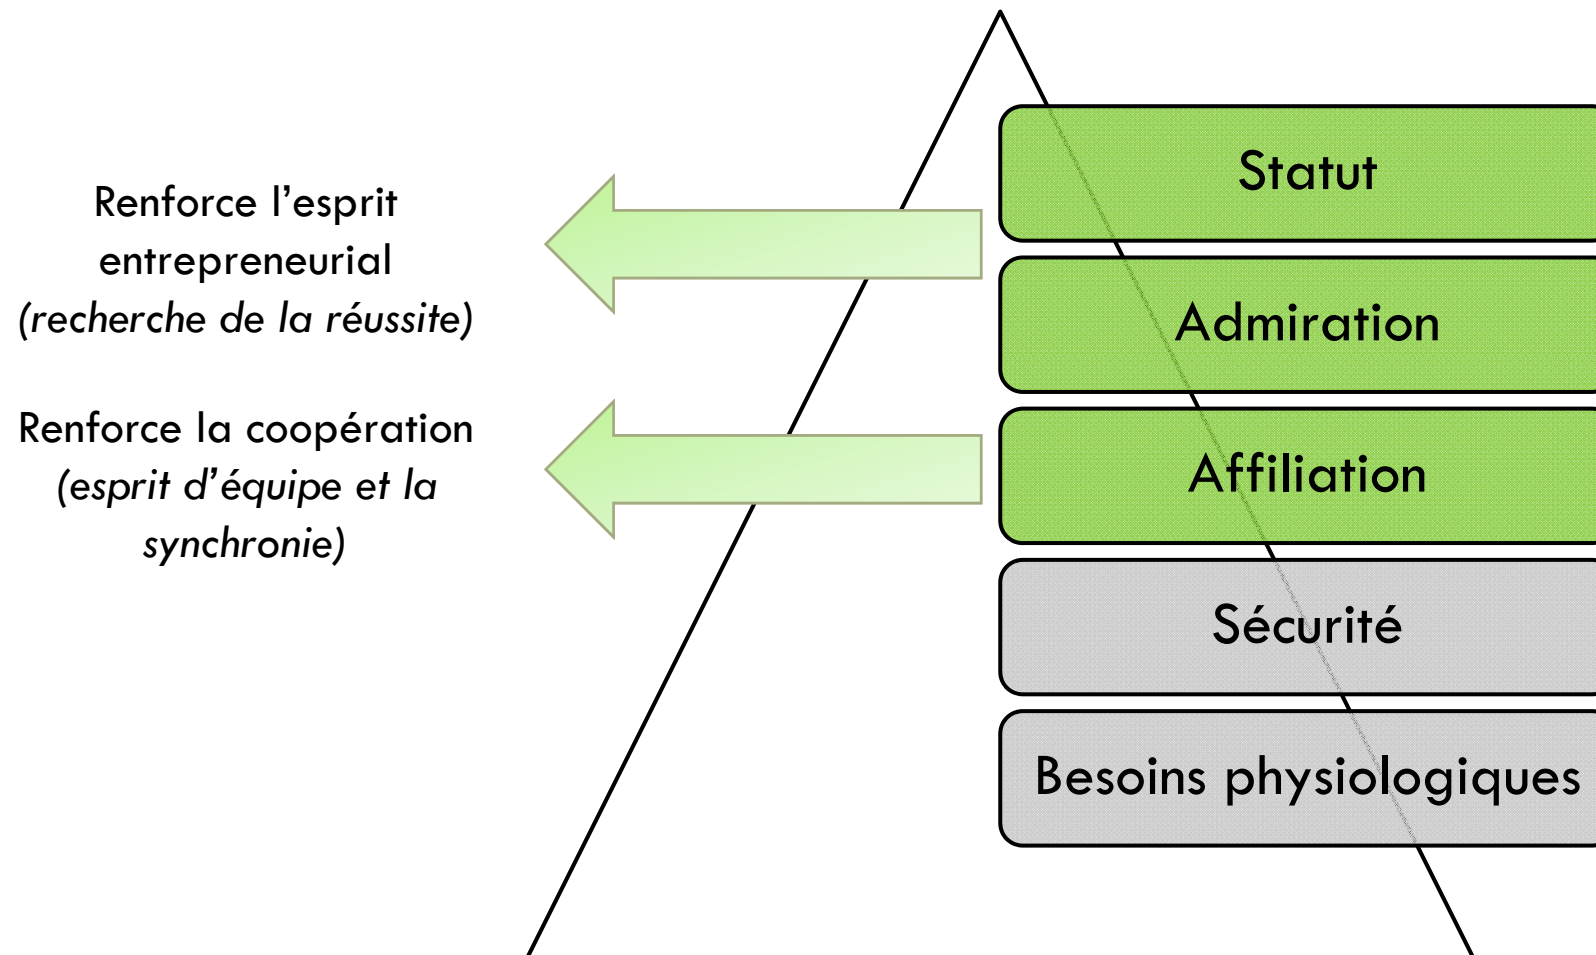 Renforce l’esprit
entrepreneurial
(recherche de la réussite)
Renforce la coopération
(esprit d’équipe et la
synchronie)
Statut
Admiration
Affiliation
Sécurité
Besoins physiologiques